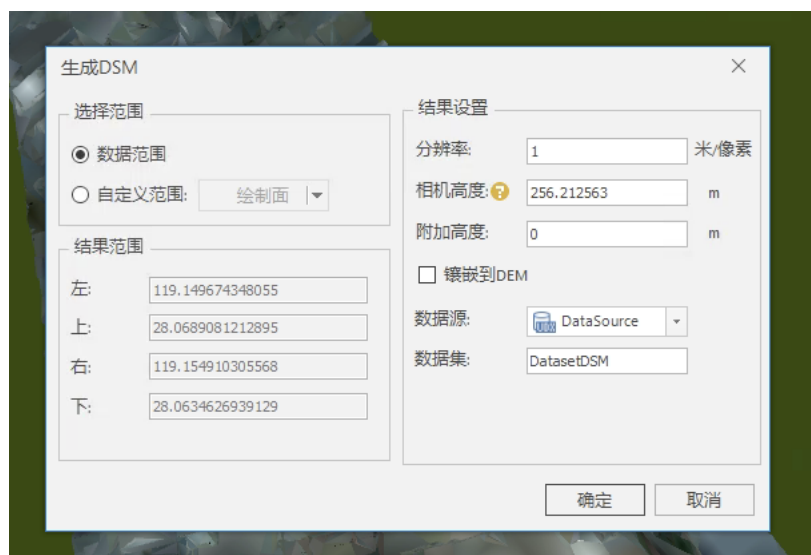 生成DSM
选择范围
数据范围
自定义范围: 绘制面
结果范围
左: 119.149674348055
上: 28.0689081212895
右: 119.154910305568
下: 28.0634626939129
结果设置
分辨率: 1 米/像素
相机高度: ? 256.212563 m
附加高度: 0 m
镶嵌到DEM
数据源: UDBX DataSource
数据集: DatasetDSM
确定 取消